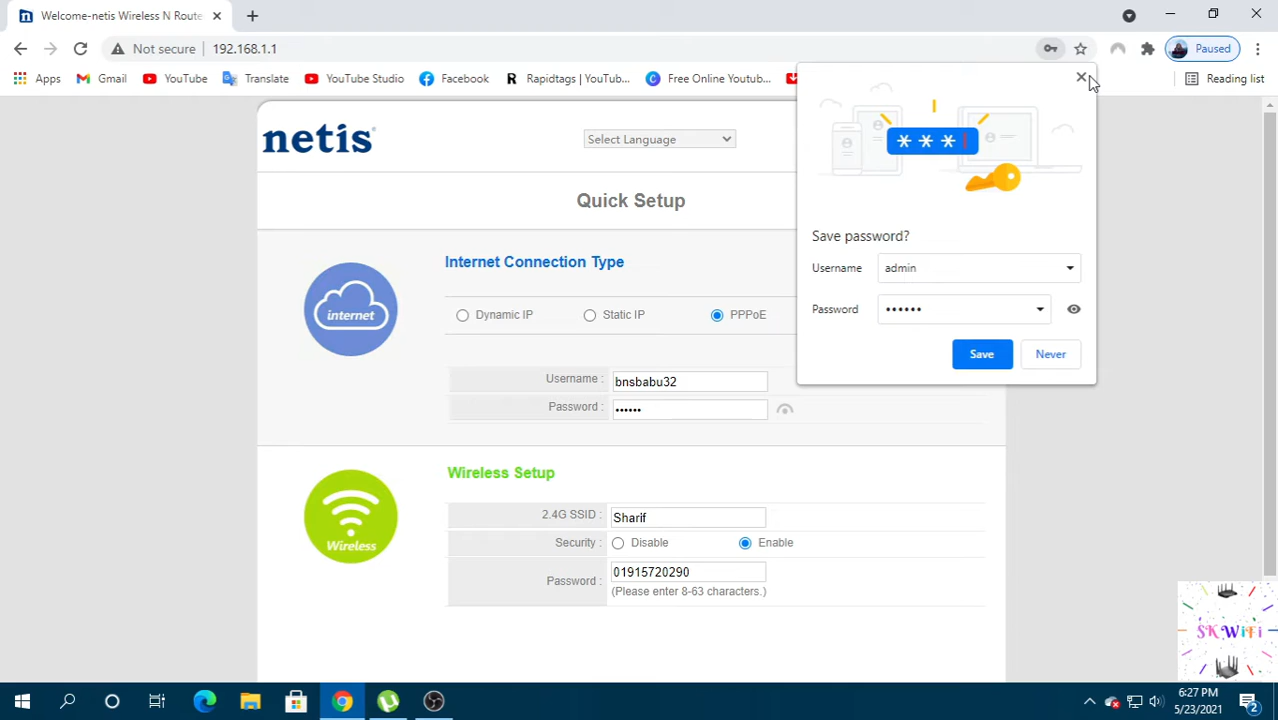 Welcome-netis Wireless N Route
Not secure
192.168.1.1
Paused
Apps
Gmail
YouTube
Translate
YouTube Studio
Facebook
R Rapidtags | YouTub...
Free Online Youtub...
Reading list
netis
Select Language
Quick Setup
Internet Connection Type
internet
Dynamic IP
Static IP
PPPoE
Username : bnsbabu32
Password : ••••••
Wireless Setup
Wireless
2.4G SSID : Sharif
Security : Disable Enable
Password : 01915720290
(Please enter 8-63 characters.)
* * *
Save password?
Username admin
Password ••••••
Save
Never
SK WiFi
6:27 PM
5/23/2021
2